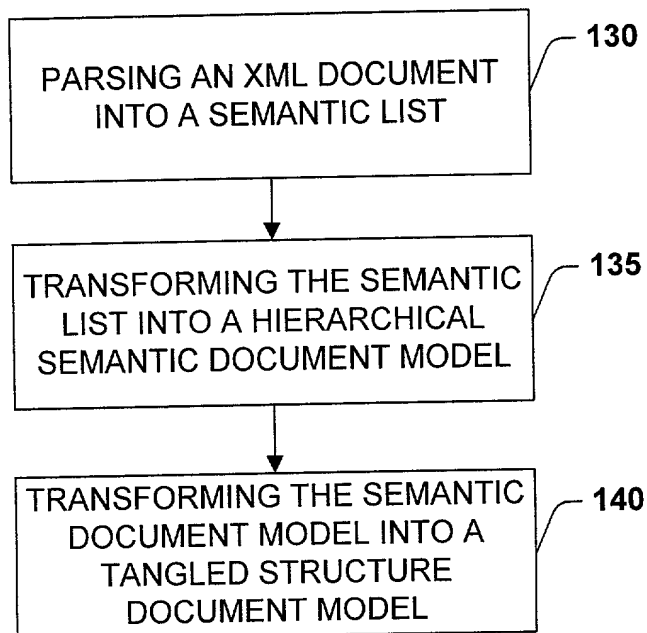 PARSING AN XML DOCUMENT
INTO A SEMANTIC LIST
130
TRANSFORMING THE SEMANTIC
LIST INTO A HIERARCHICAL
SEMANTIC DOCUMENT MODEL
135
TRANSFORMING THE SEMANTIC
DOCUMENT MODEL INTO A
TANGLED STRUCTURE
DOCUMENT MODEL
140